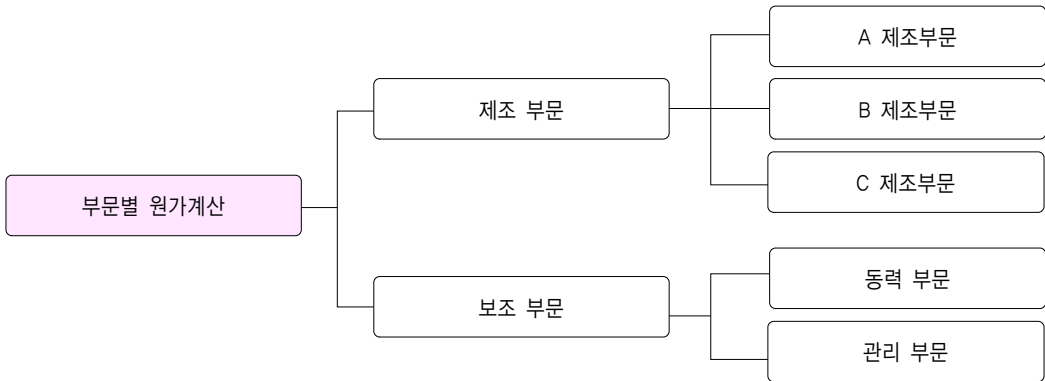 부문별 원가계산
제조 부문
A 제조부문
B 제조부문
C 제조부문
보조 부문
동력 부문
관리 부문